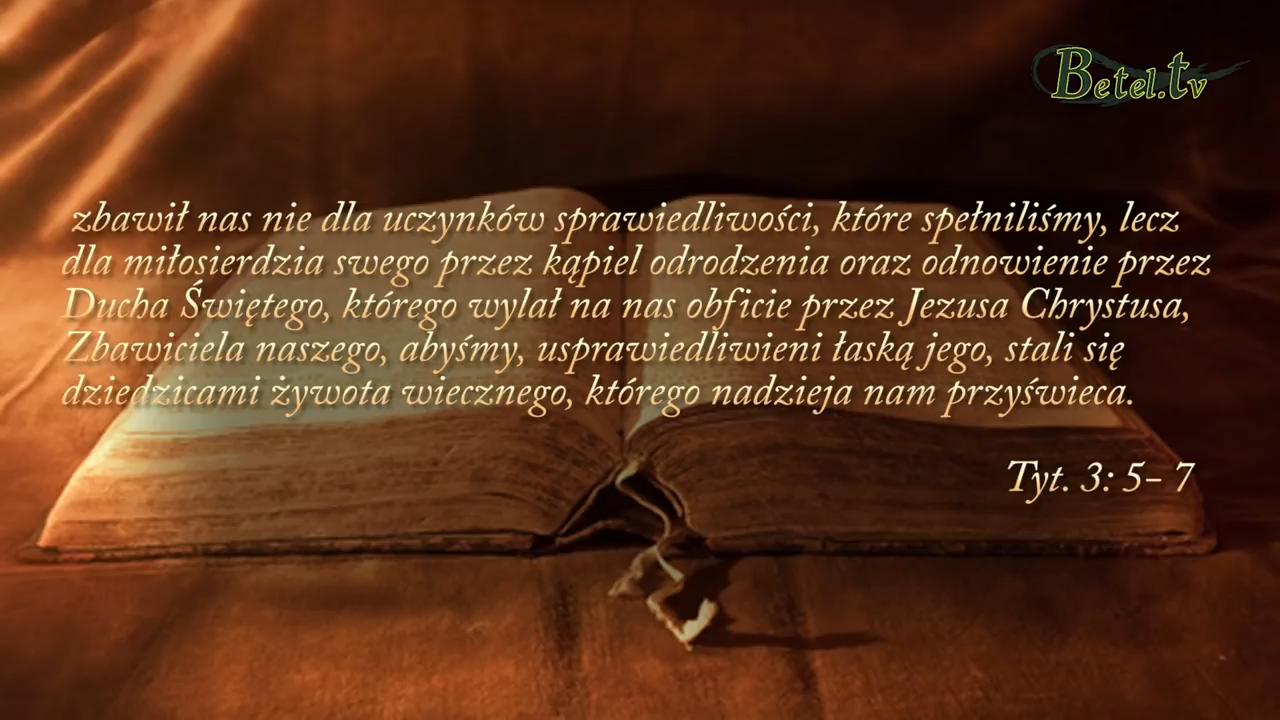 Betel.tv
zbawił nas nie dla uczynków sprawiedliwości, które spełniliśmy, lecz
dla miłosierdzia swego przez kąpiel odrodzenia oraz odnowienie przez
Ducha Świętego, którego wylał na nas obficie przez Jezusa Chrystusa,
Zbawiciela naszego, abyśmy, usprawiedliwieni łaską jego, stali się
dziedzicami żywota wiecznego, którego nadzieja nam przyświeca.
Tyt. 3: 5- 7